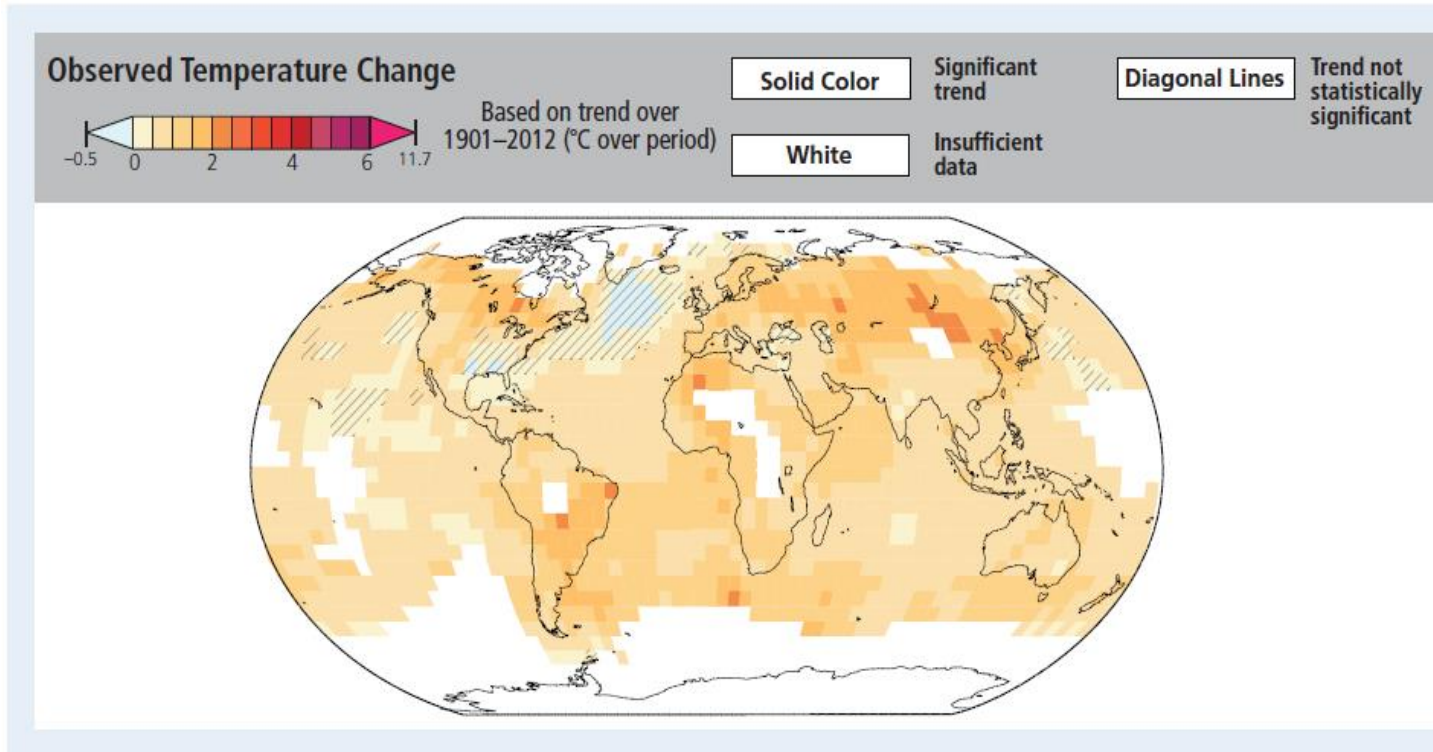 Observed Temperature Change
−0.5
0
2
4
6
11.7
Based on trend over
1901–2012 (°C over period)
Solid Color
Significant
trend
White
Insufficient
data
Diagonal Lines
Trend not
statistically
significant